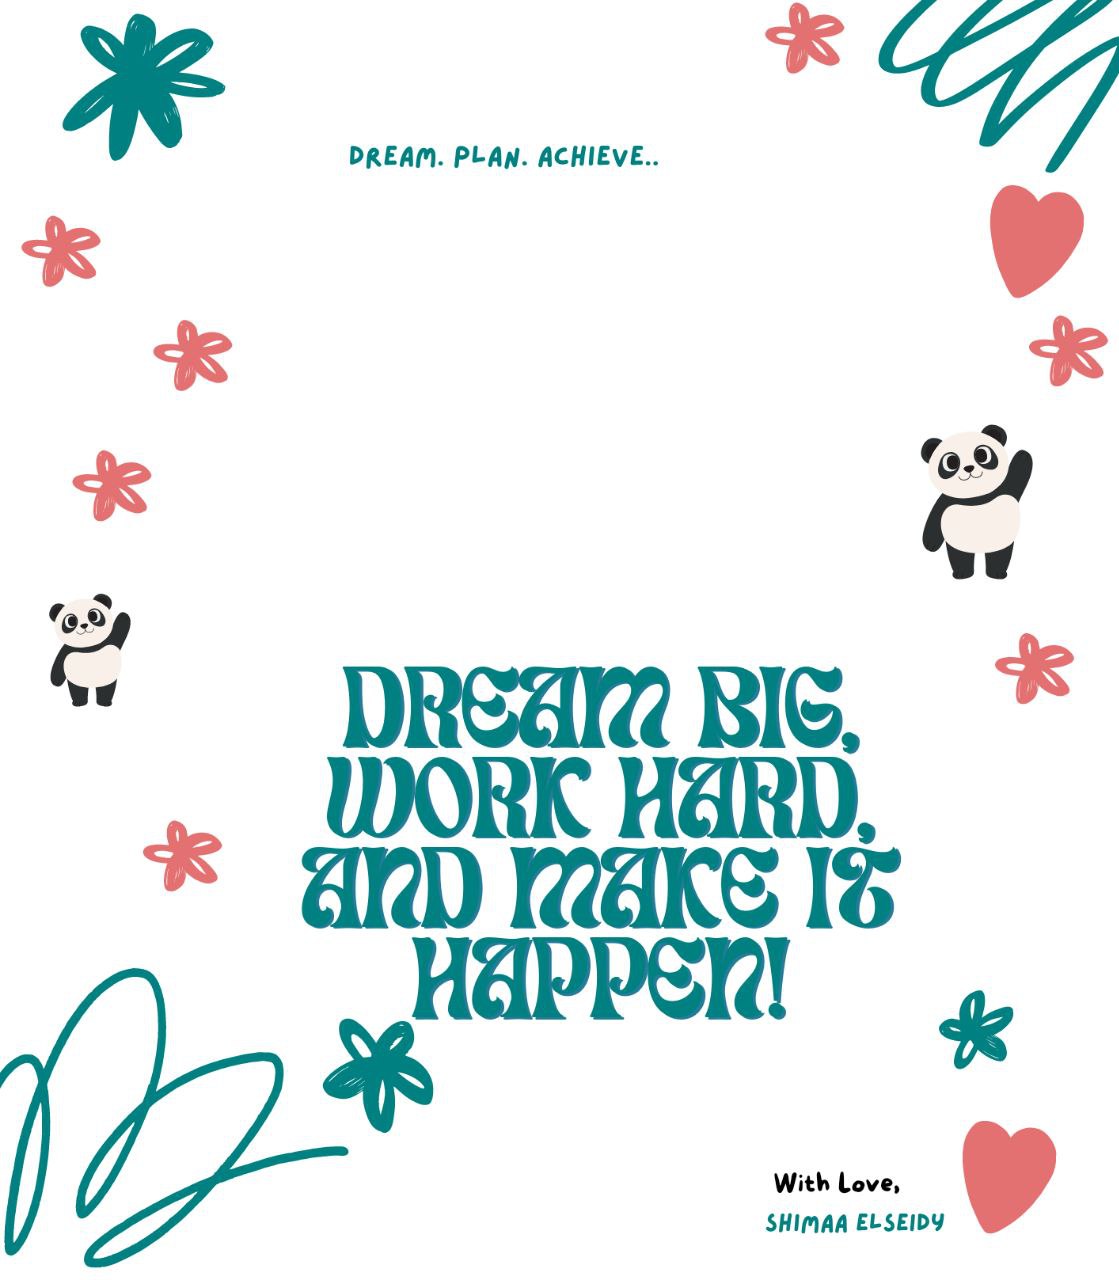 DREAM. PLAN. ACHIEVE..
DREAM BIG,
WORK HARD,
AND MAKE IT
HAPPEN!
With Love,
SHIMAA ELSEIDY